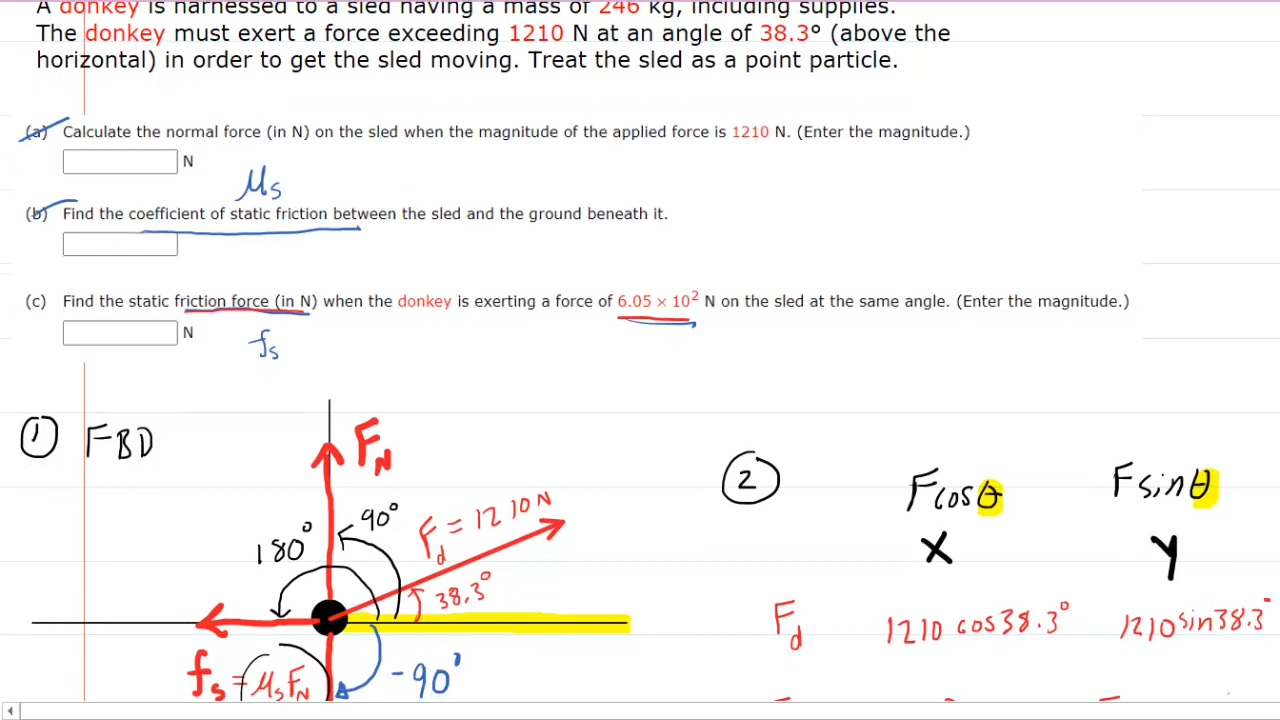 A donkey is harnessed to a sled having a mass of 246 kg, including supplies.
The donkey must exert a force exceeding 1210 N at an angle of 38.3° (above the
horizontal) in order to get the sled moving. Treat the sled as a point particle.
(a) Calculate the normal force (in N) on the sled when the magnitude of the applied force is 1210 N. (Enter the magnitude.)
N
μs
(b) Find the coefficient of static friction between the sled and the ground beneath it.
(c) Find the static friction force (in N) when the donkey is exerting a force of 6.05 × 10² N on the sled at the same angle. (Enter the magnitude.)
N
fs
① FBD
FN
② Fcosθ Fsinθ
90°
Fd = 1210 N
180°
x y
38.3°
Fd 1210 cos38.3° 1210 sin38.3°
fs = μsFN
-90°